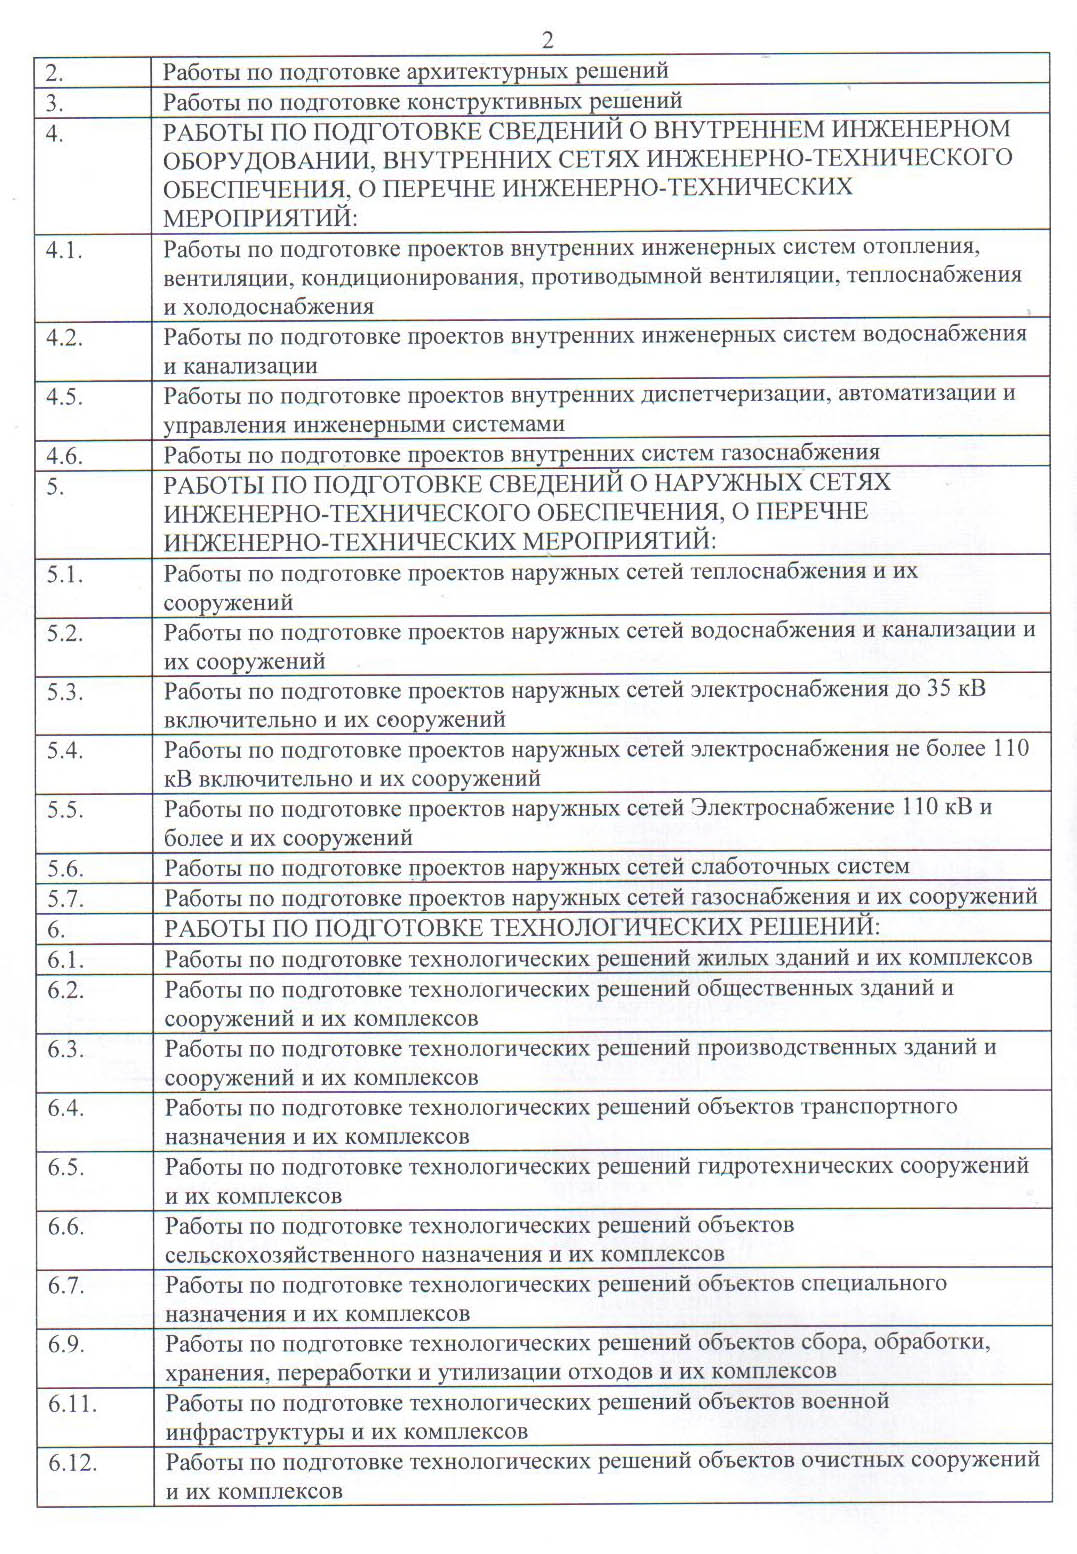 2
2. Работы по подготовке архитектурных решений
3. Работы по подготовке конструктивных решений
4. РАБОТЫ ПО ПОДГОТОВКЕ СВЕДЕНИЙ О ВНУТРЕННЕМ ИНЖЕНЕРНОМ
ОБОРУДОВАНИИ, ВНУТРЕННИХ СЕТЯХ ИНЖЕНЕРНО-ТЕХНИЧЕСКОГО
ОБЕСПЕЧЕНИЯ, О ПЕРЕЧНЕ ИНЖЕНЕРНО-ТЕХНИЧЕСКИХ
МЕРОПРИЯТИЙ:
4.1. Работы по подготовке проектов внутренних инженерных систем отопления,
вентиляции, кондиционирования, противодымной вентиляции, теплоснабжения
и холодоснабжения
4.2. Работы по подготовке проектов внутренних инженерных систем водоснабжения
и канализации
4.5. Работы по подготовке проектов внутренних диспетчеризации, автоматизации и
управления инженерными системами
4.6. Работы по подготовке проектов внутренних систем газоснабжения
5. РАБОТЫ ПО ПОДГОТОВКЕ СВЕДЕНИЙ О НАРУЖНЫХ СЕТЯХ
ИНЖЕНЕРНО-ТЕХНИЧЕСКОГО ОБЕСПЕЧЕНИЯ, О ПЕРЕЧНЕ
ИНЖЕНЕРНО-ТЕХНИЧЕСКИХ МЕРОПРИЯТИЙ:
5.1. Работы по подготовке проектов наружных сетей теплоснабжения и их
сооружений
5.2. Работы по подготовке проектов наружных сетей водоснабжения и канализации и
их сооружений
5.3. Работы по подготовке проектов наружных сетей электроснабжения до 35 кВ
включительно и их сооружений
5.4. Работы по подготовке проектов наружных сетей электроснабжения не более 110
кВ включительно и их сооружений
5.5. Работы по подготовке проектов наружных сетей Электроснабжение 110 кВ и
более и их сооружений
5.6. Работы по подготовке проектов наружных сетей слаботочных систем
5.7. Работы по подготовке проектов наружных сетей газоснабжения и их сооружений
6. РАБОТЫ ПО ПОДГОТОВКЕ ТЕХНОЛОГИЧЕСКИХ РЕШЕНИЙ:
6.1. Работы по подготовке технологических решений жилых зданий и их комплексов
6.2. Работы по подготовке технологических решений общественных зданий и
сооружений и их комплексов
6.3. Работы по подготовке технологических решений производственных зданий и
сооружений и их комплексов
6.4. Работы по подготовке технологических решений объектов транспортного
назначения и их комплексов
6.5. Работы по подготовке технологических решений гидротехнических сооружений
и их комплексов
6.6. Работы по подготовке технологических решений объектов
сельскохозяйственного назначения и их комплексов
6.7. Работы по подготовке технологических решений объектов специального
назначения и их комплексов
6.9. Работы по подготовке технологических решений объектов сбора, обработки,
хранения, переработки и утилизации отходов и их комплексов
6.11. Работы по подготовке технологических решений объектов военной
инфраструктуры и их комплексов
6.12. Работы по подготовке технологических решений объектов очистных сооружений
и их комплексов